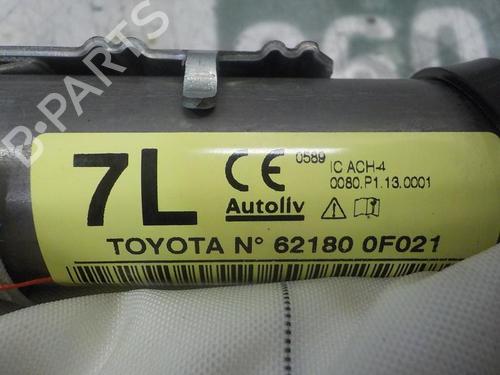 7L
CE 0589
IC ACH-4
0080.P1.13.0001
Autoliv
TOYOTA N° 62180 0F021
B-PARTS